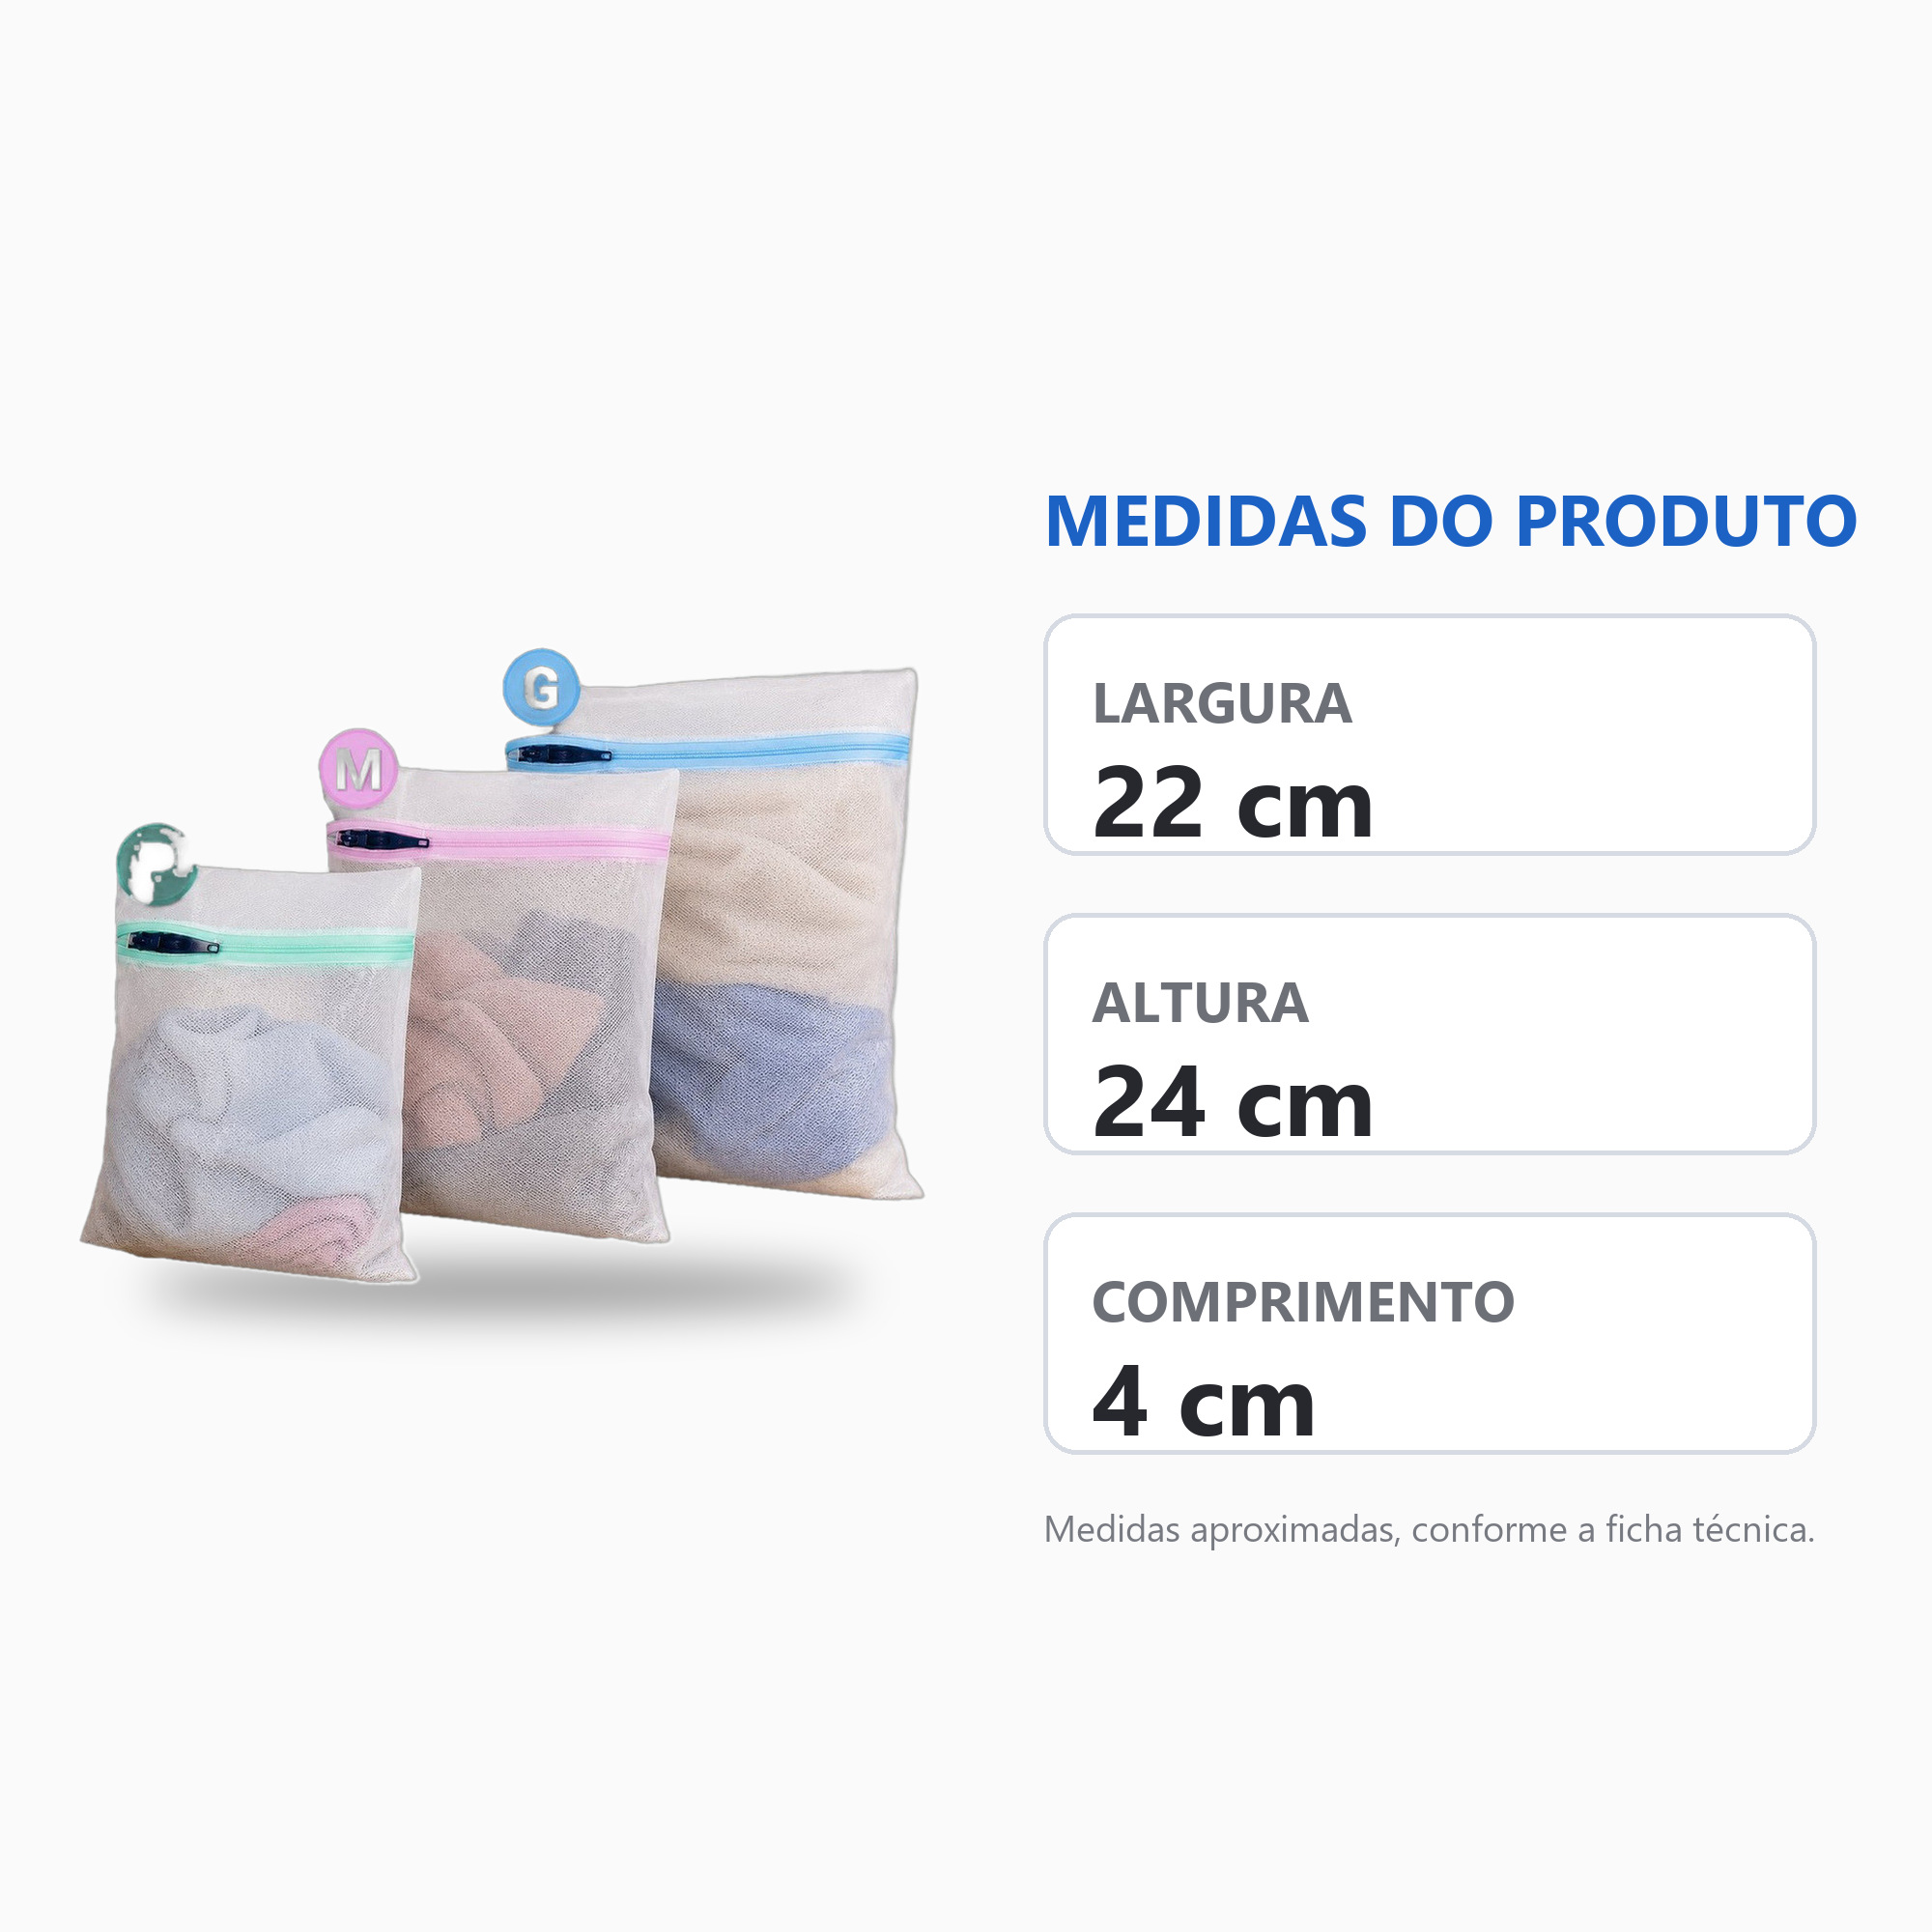 MEDIDAS DO PRODUTO
LARGURA
22 cm
ALTURA
24 cm
COMPRIMENTO
4 cm
Medidas aproximadas, conforme a ficha técnica.
G
M
P